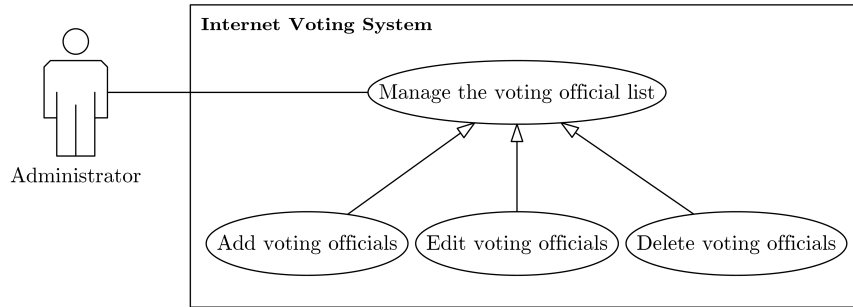 Internet Voting System
Manage the voting official list
Administrator
Add voting officials
Edit voting officials
Delete voting officials